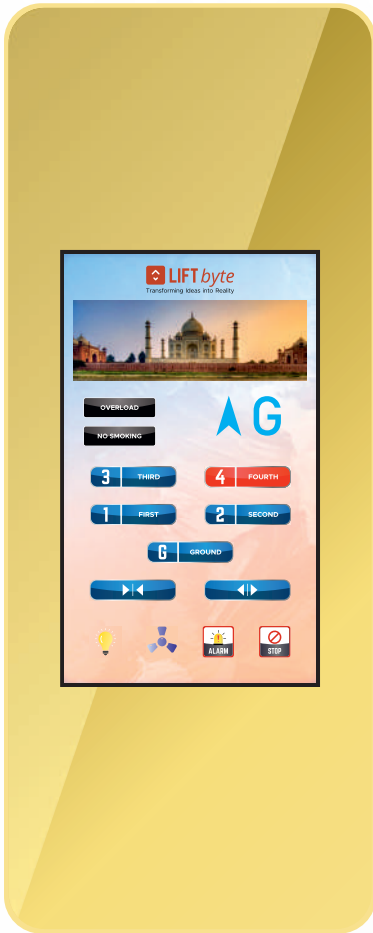 LIFT byte
Transforming Ideas into Reality
OVERLOAD
NO SMOKING
G
3 THIRD
4 FOURTH
1 FIRST
2 SECOND
G GROUND
ALARM
STOP